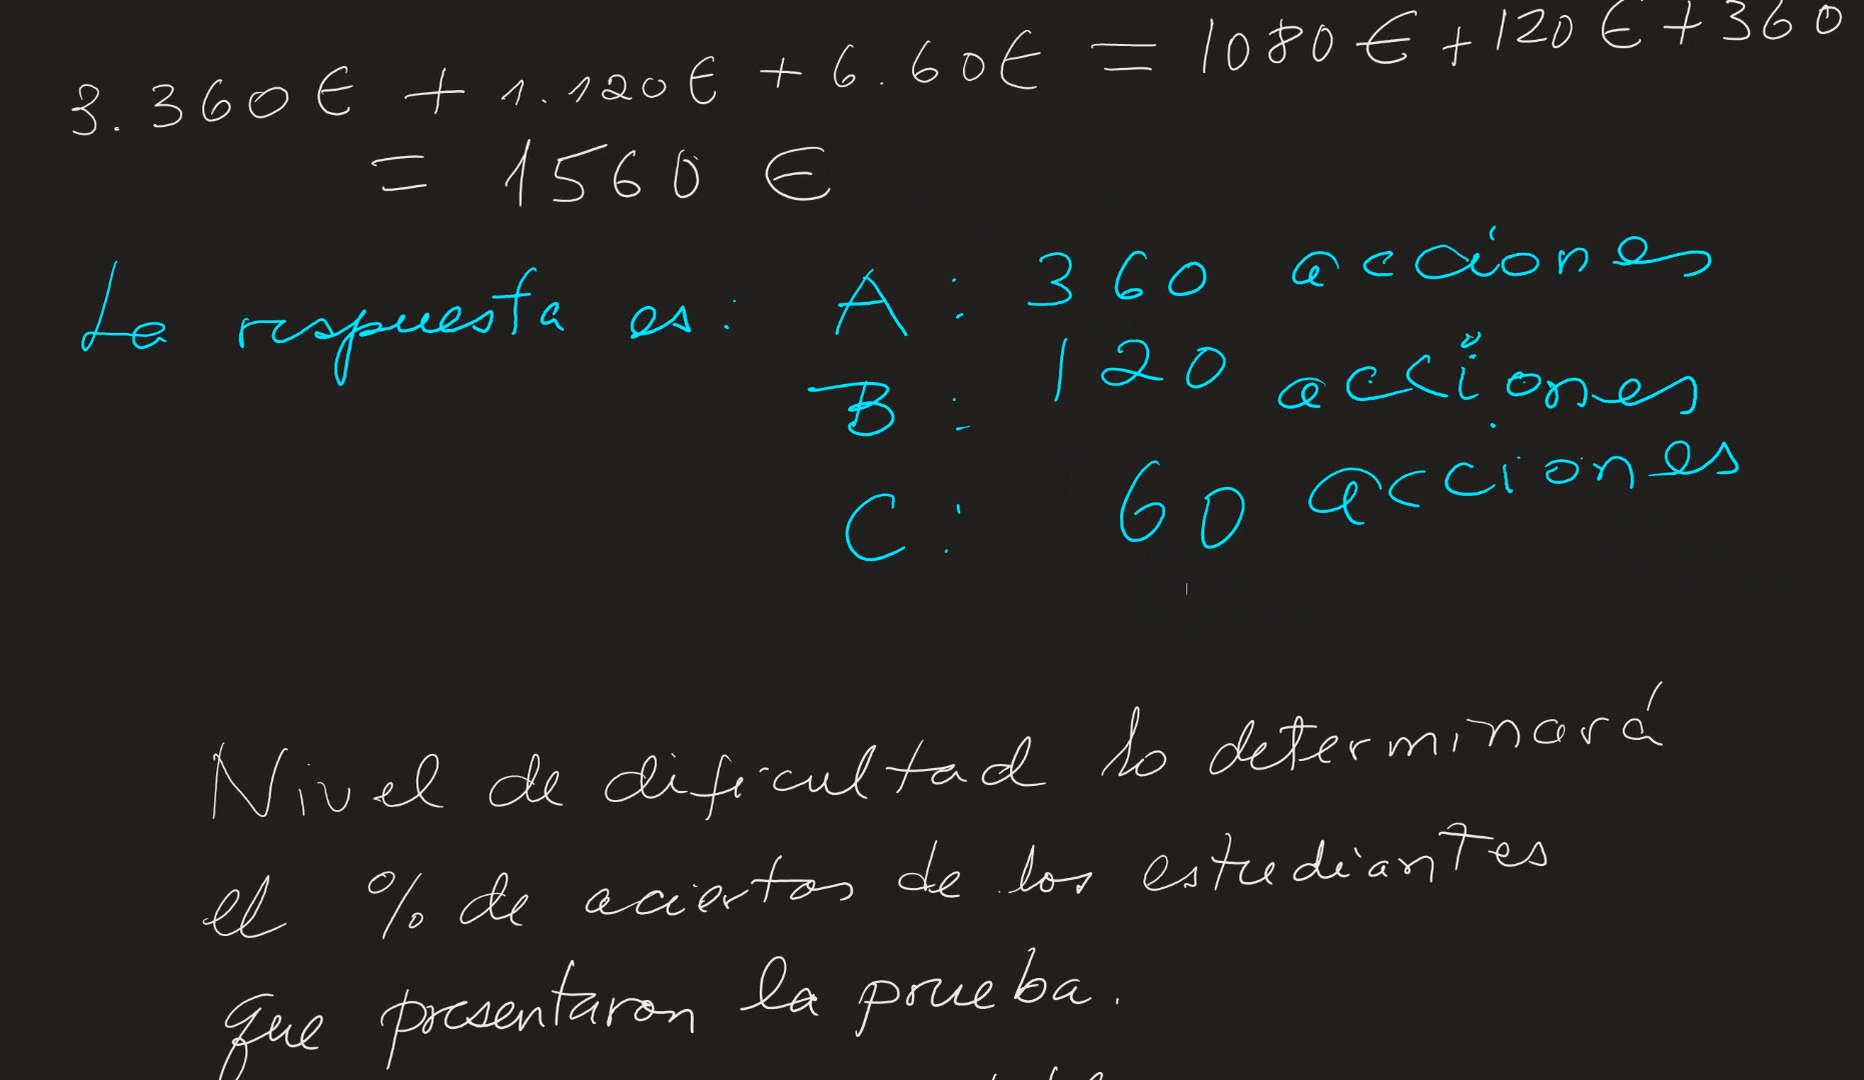 3.360€ + 1.120€ + 6.60€ = 1080€ + 120€ + 360
= 1560 €
La respuesta es: A: 360 acciones
B: 120 acciones
C: 60 acciones
Nivel de dificultad lo determinará
el % de aciertos de los estudiantes
que presentaron la prueba.